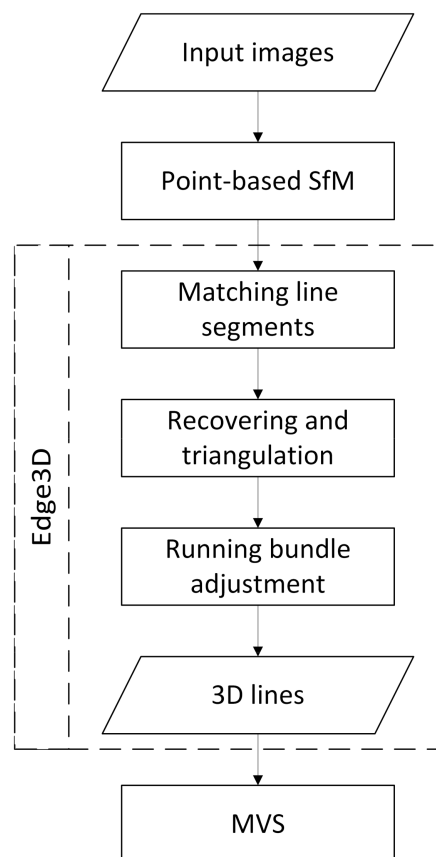 Input images
Point-based SfM
Edge3D
Matching line
segments
Recovering and
triangulation
Running bundle
adjustment
3D lines
MVS